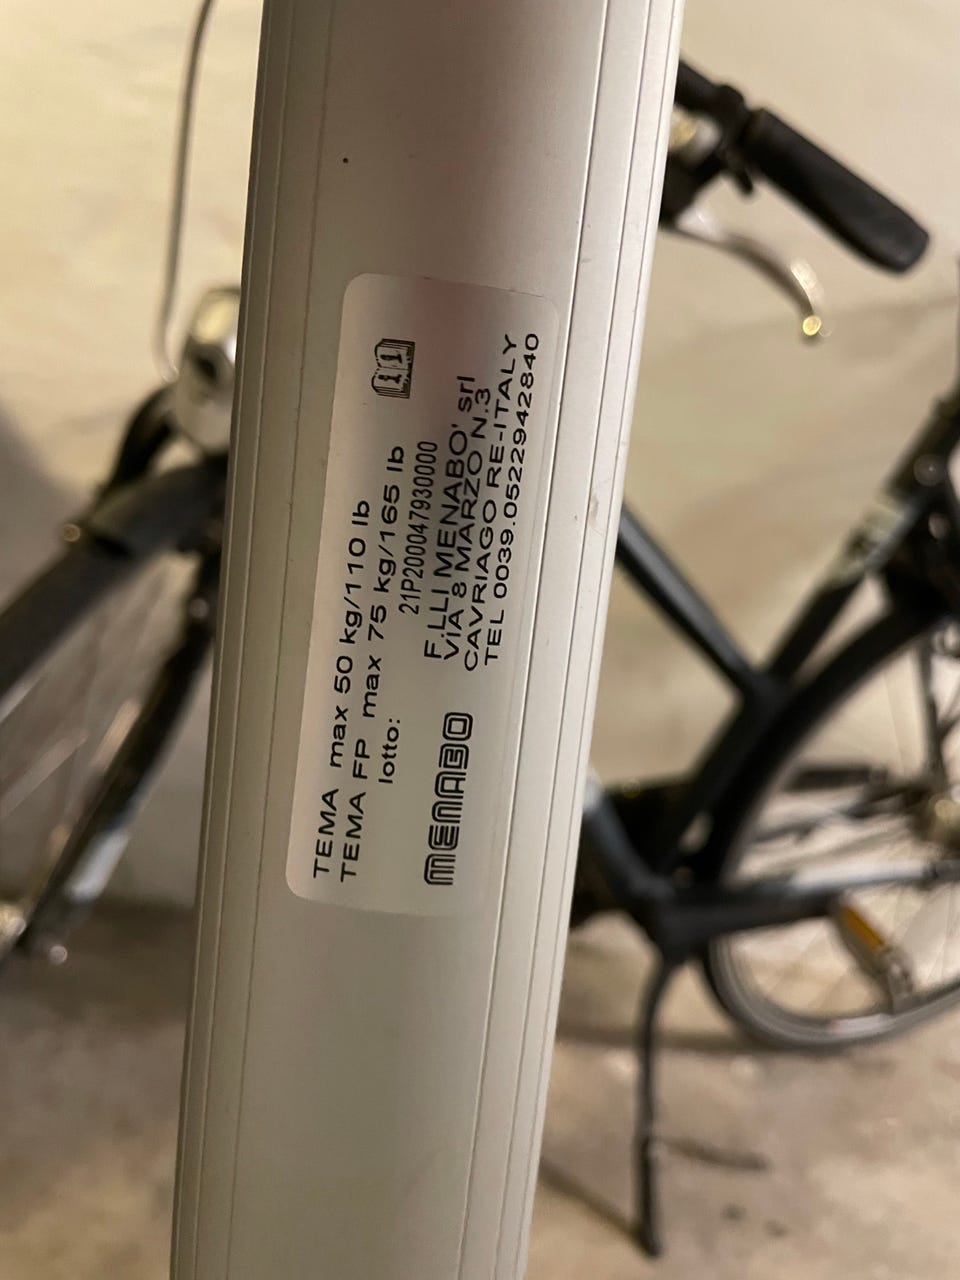 TEMA max 50 kg/110 lb
TEMA FP max 75 kg/165 lb
lotto: 21P200047930000
MENABO
F.LLI MENABO' srl
VIA 8 MARZO N.3
CAVRIAGO RE-ITALY
TEL 0039.0522942840